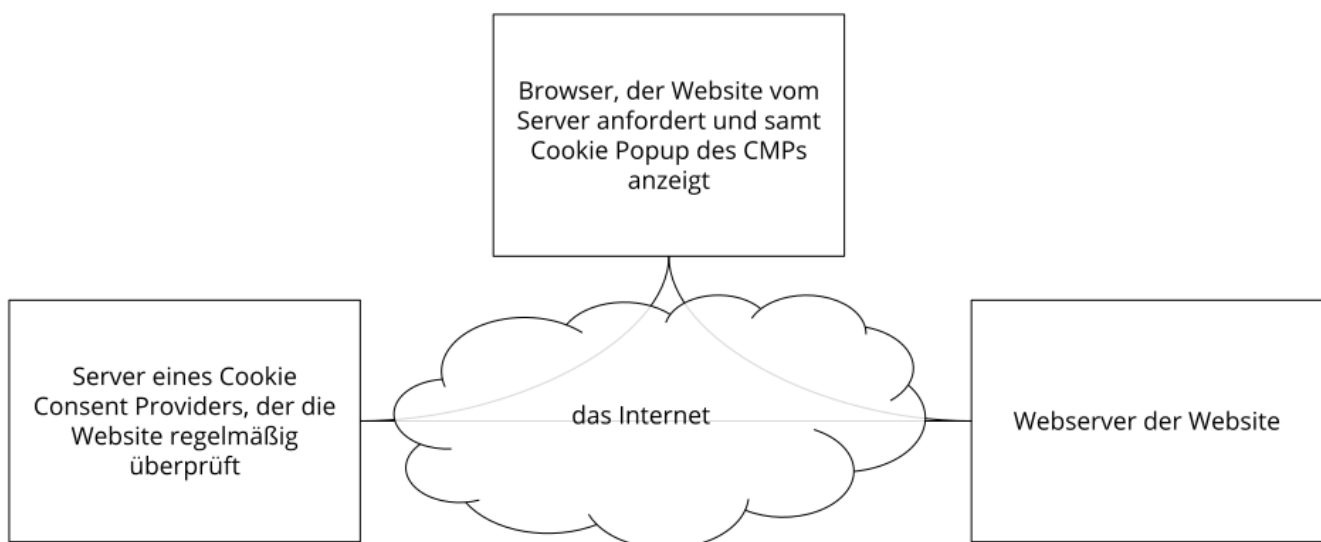 Browser, der Website vom
Server anfordert und samt
Cookie Popup des CMPs
anzeigt
Server eines Cookie
Consent Providers, der die
Website regelmäßig
überprüft
das Internet
Webserver der Website